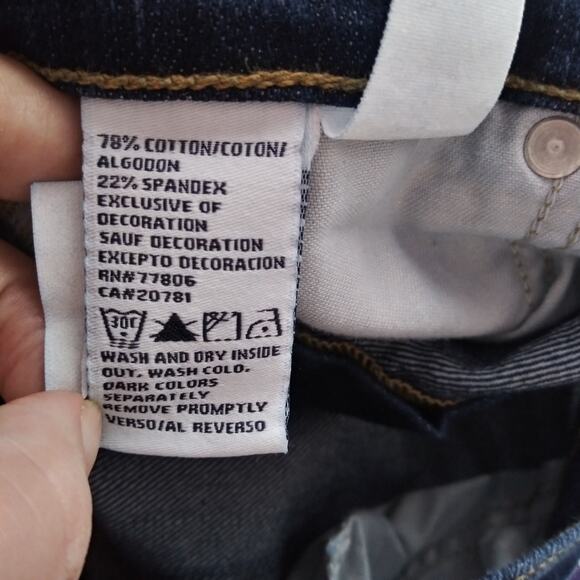 78% COTTON/COTON/
ALGODON
22% SPANDEX
EXCLUSIVE OF
DECORATION
SAUF DECORATION
EXCEPTO DECORACION
RN#77806
CA#20781
30C
WASH AND DRY INSIDE
OUT. WASH COLD.
DARK COLORS
SEPARATELY
REMOVE PROMPTLY
VERSO/AL REVERSO